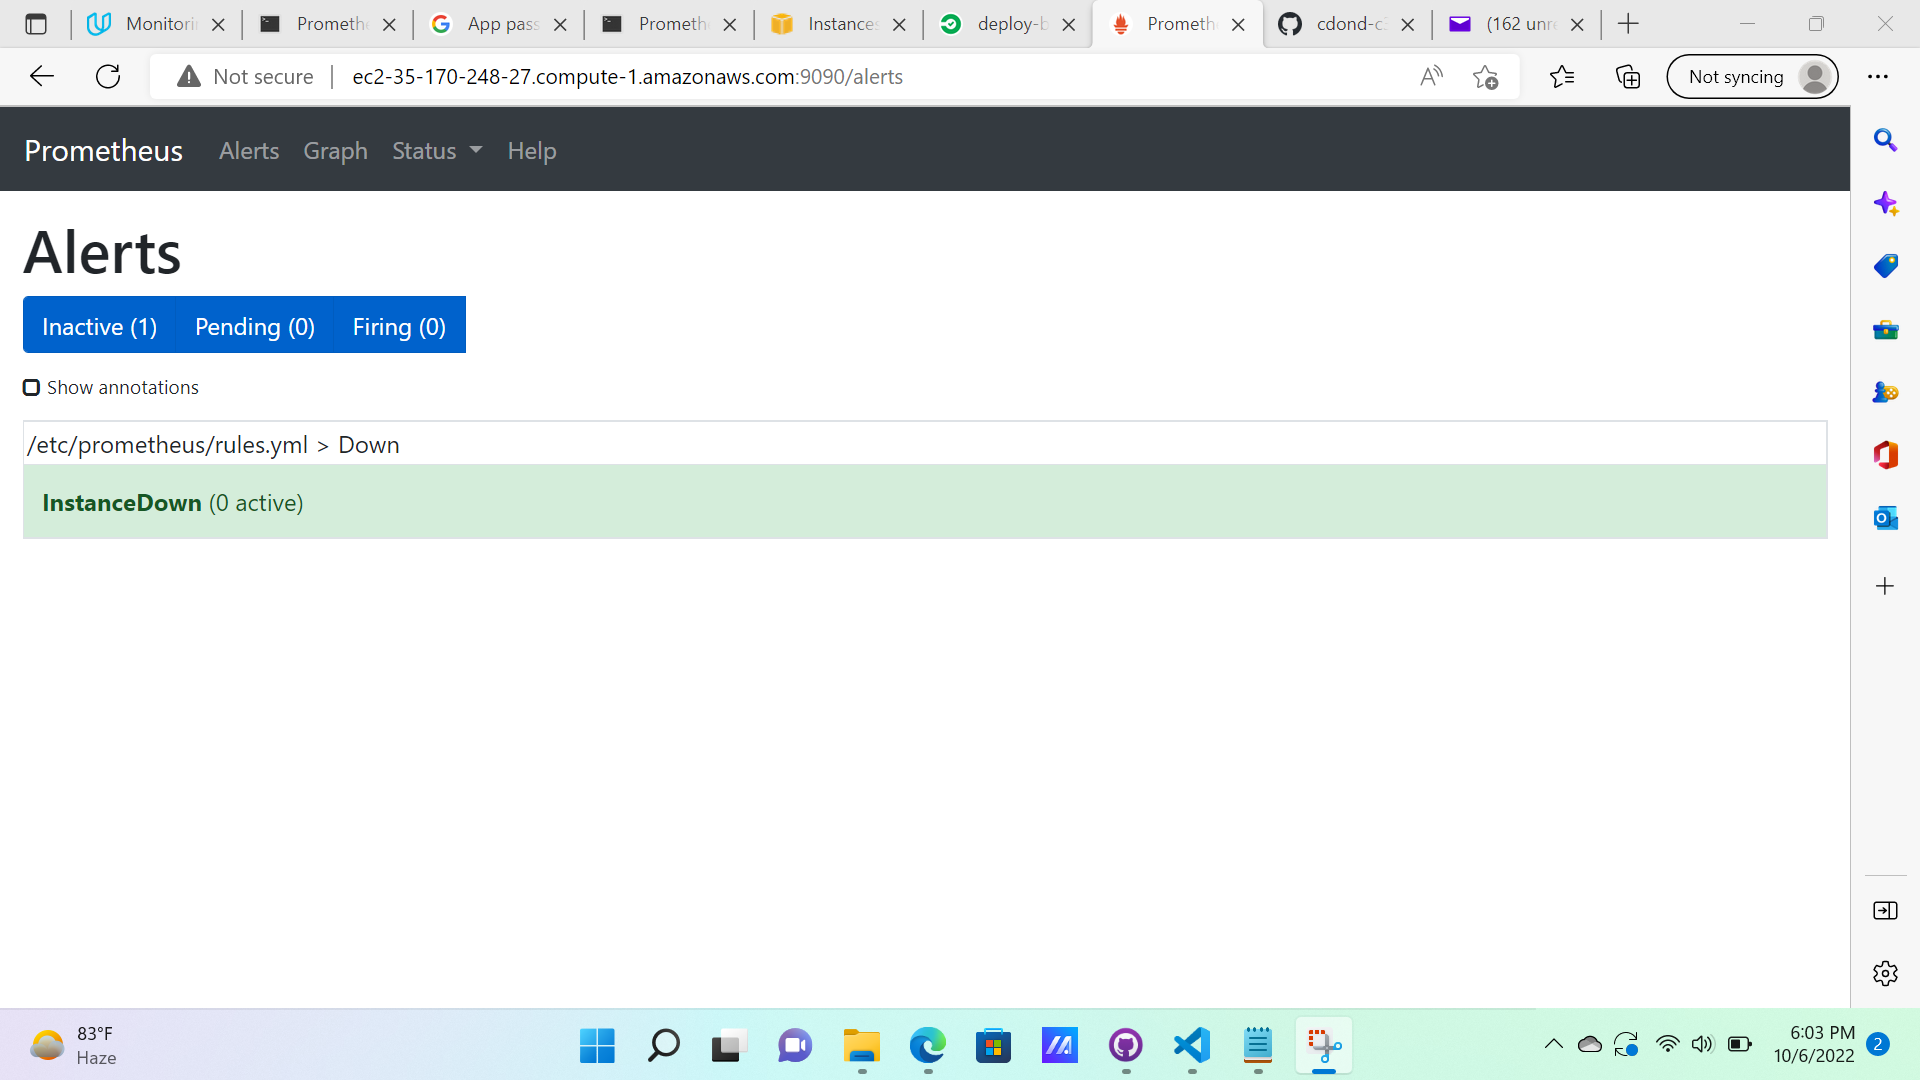 Monitori
Prometh
App pass
Prometh
Instances
deploy-b
Prometh
cdond-c
(162 unre
Not secure
ec2-35-170-248-27.compute-1.amazonaws.com:9090/alerts
Not syncing
Prometheus
Alerts
Graph
Status
Help
Alerts
Inactive (1)
Pending (0)
Firing (0)
Show annotations
/etc/prometheus/rules.yml > Down
InstanceDown (0 active)
83°F
Haze
6:03 PM
10/6/2022
2